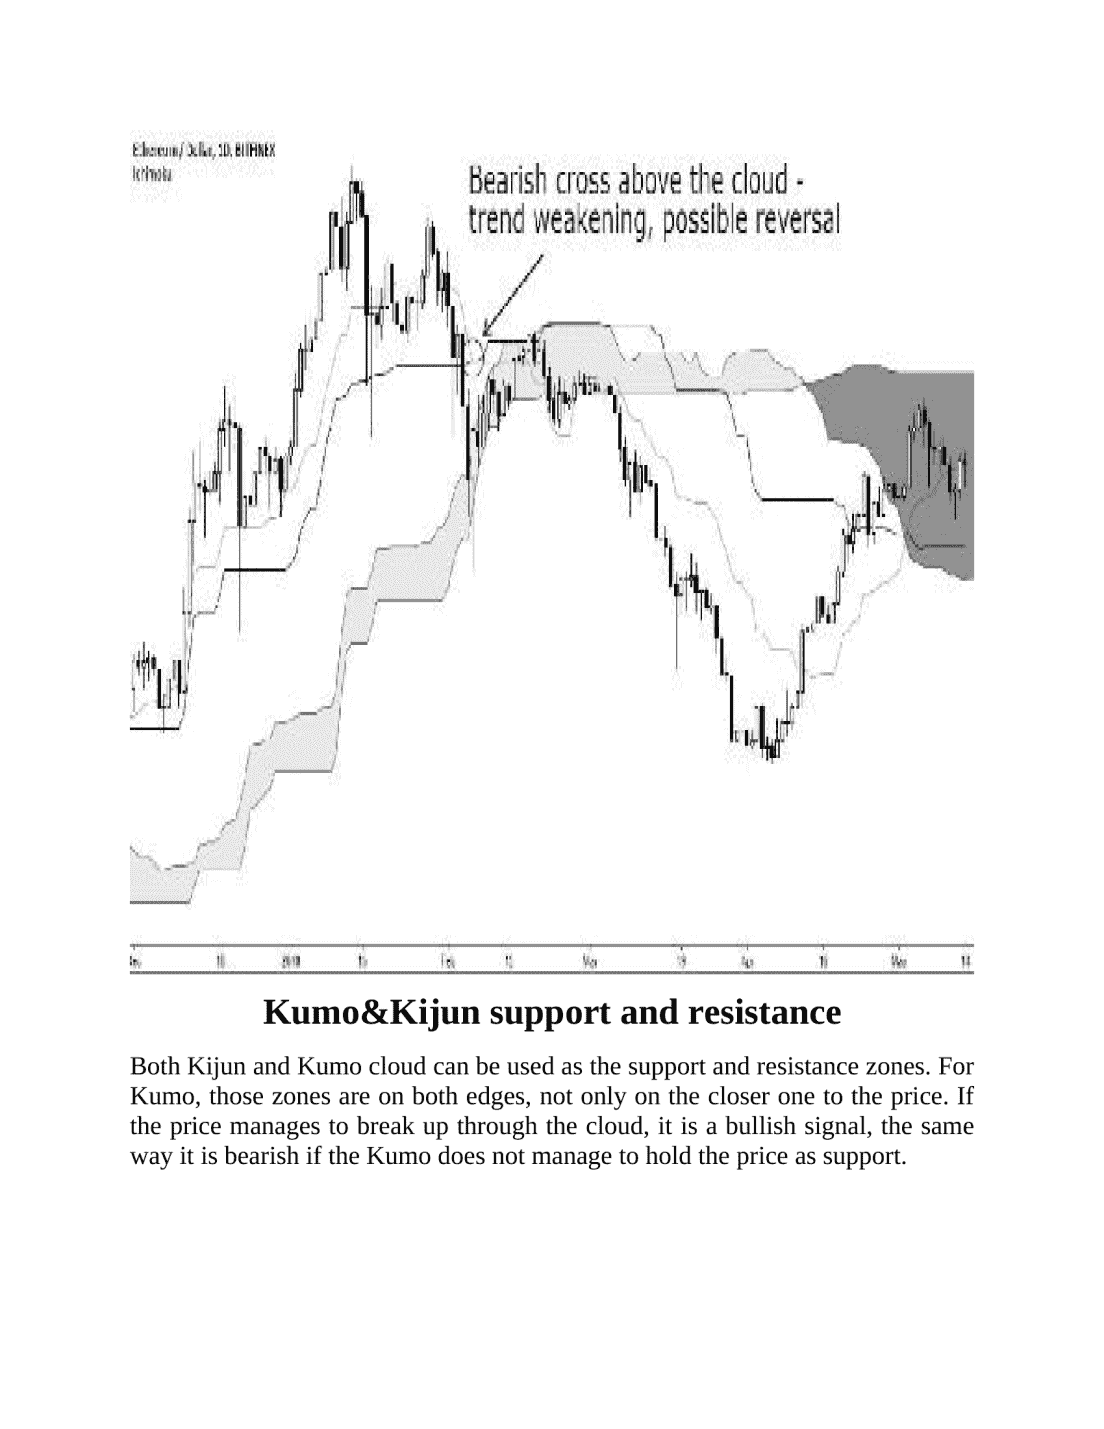 Ethereum / Dollar, 1D, BITFINEX
Ichimoku
Bearish cross above the cloud -
trend weakening, possible reversal
2018
Kumo&Kijun support and resistance
Both Kijun and Kumo cloud can be used as the support and resistance zones. For
Kumo, those zones are on both edges, not only on the closer one to the price. If
the price manages to break up through the cloud, it is a bullish signal, the same
way it is bearish if the Kumo does not manage to hold the price as support.